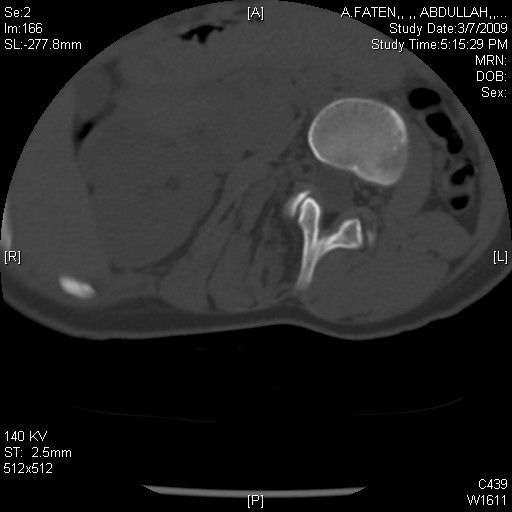 Se:2
Im:166
SL:-277.8mm
[A]
A.FATEN,, ,, ABDULLAH,,...
Study Date:3/7/2009
Study Time:5:15:29 PM
MRN:
DOB:
Sex:
[R]
[L]
140 KV
ST: 2.5mm
512x512
[P]
C439
W1611